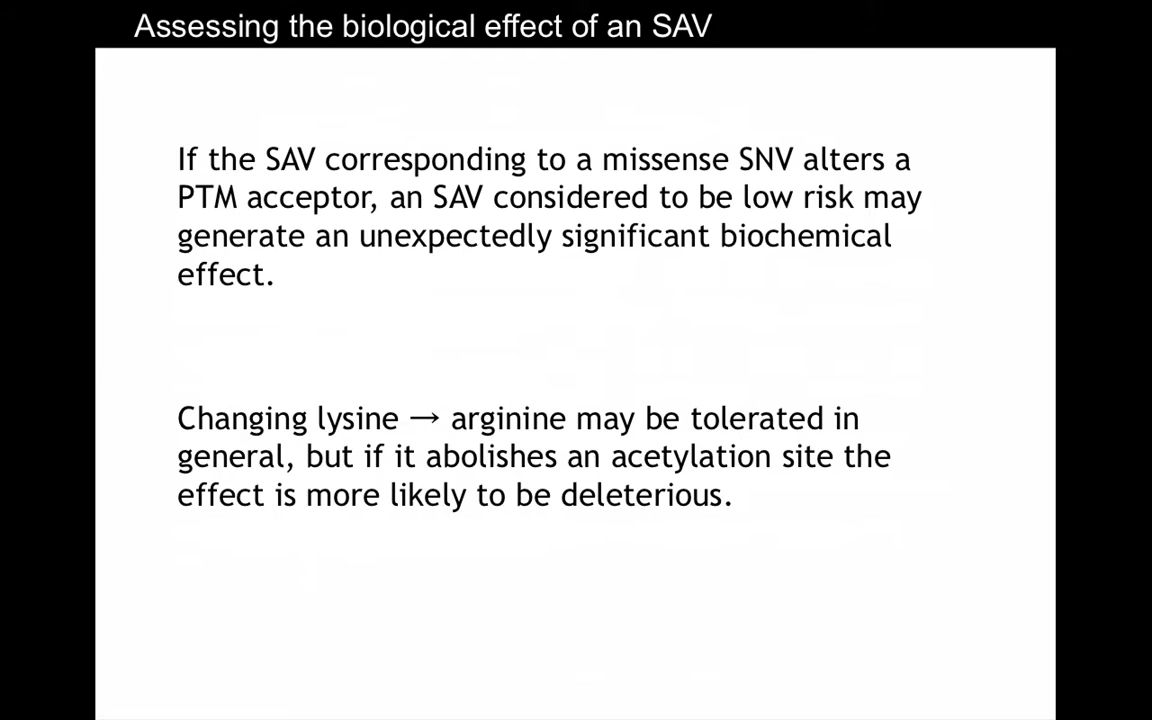 Assessing the biological effect of an SAV
If the SAV corresponding to a missense SNV alters a
PTM acceptor, an SAV considered to be low risk may
generate an unexpectedly significant biochemical
effect.
Changing lysine → arginine may be tolerated in
general, but if it abolishes an acetylation site the
effect is more likely to be deleterious.